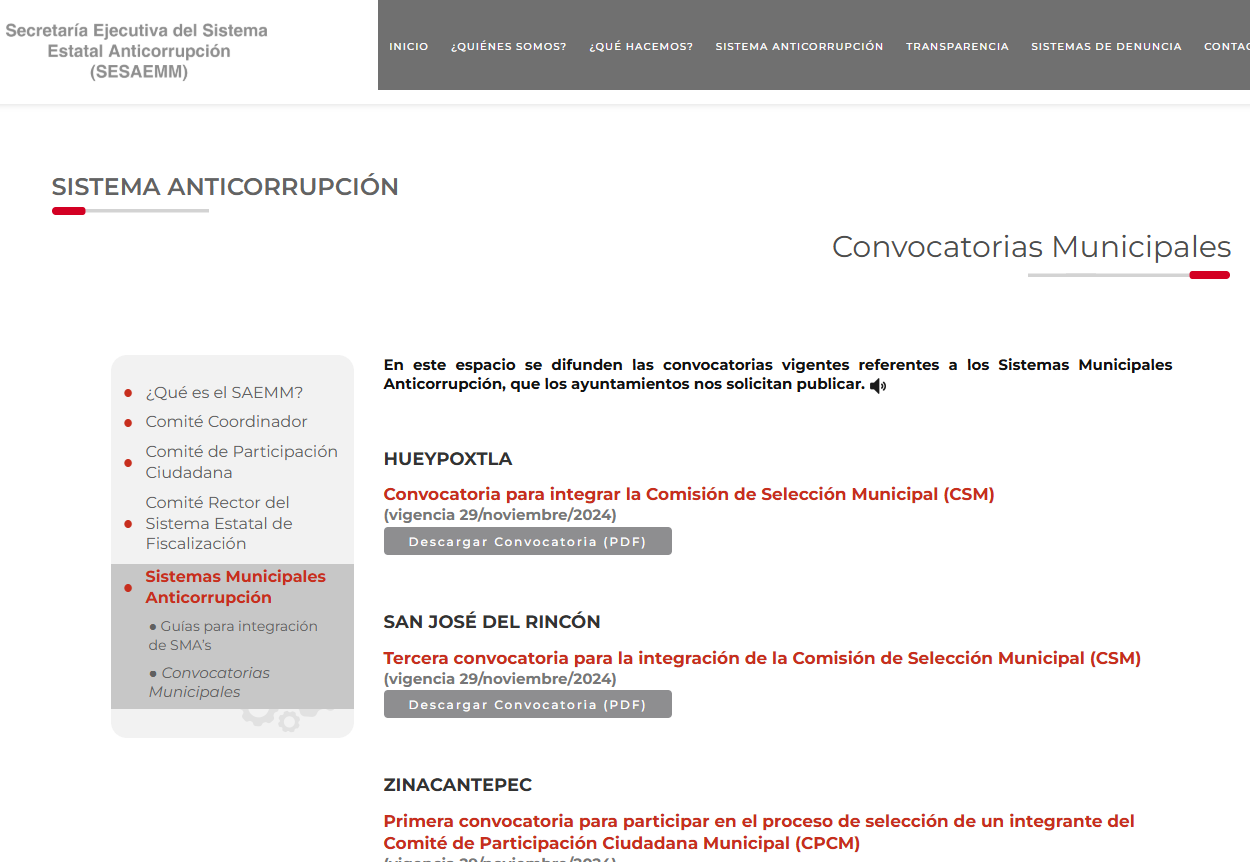 Secretaría Ejecutiva del Sistema
Estatal Anticorrupción
(SESAEMM)
INICIO ¿QUIÉNES SOMOS? ¿QUÉ HACEMOS? SISTEMA ANTICORRUPCIÓN TRANSPARENCIA SISTEMAS DE DENUNCIA
SISTEMA ANTICORRUPCIÓN
Convocatorias Municipales
¿Qué es el SAEMM?
Comité Coordinador
Comité de Participación
Ciudadana
Comité Rector del
Sistema Estatal de
Fiscalización
Sistemas Municipales
Anticorrupción
● Guías para integración
de SMA's
● Convocatorias
Municipales
En este espacio se difunden las convocatorias vigentes referentes a los Sistemas Municipales
Anticorrupción, que los ayuntamientos nos solicitan publicar.
HUEYPOXTLA
Convocatoria para integrar la Comisión de Selección Municipal (CSM)
(vigencia 29/noviembre/2024)
Descargar Convocatoria (PDF)
SAN JOSÉ DEL RINCÓN
Tercera convocatoria para la integración de la Comisión de Selección Municipal (CSM)
(vigencia 29/noviembre/2024)
Descargar Convocatoria (PDF)
ZINACANTEPEC
Primera convocatoria para participar en el proceso de selección de un integrante del
Comité de Participación Ciudadana Municipal (CPCM)